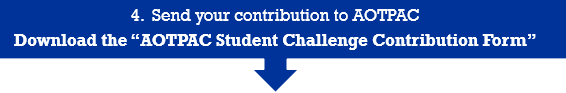 4. Send your contribution to AOTPAC
Download the “AOTPAC Student Challenge Contribution Form”